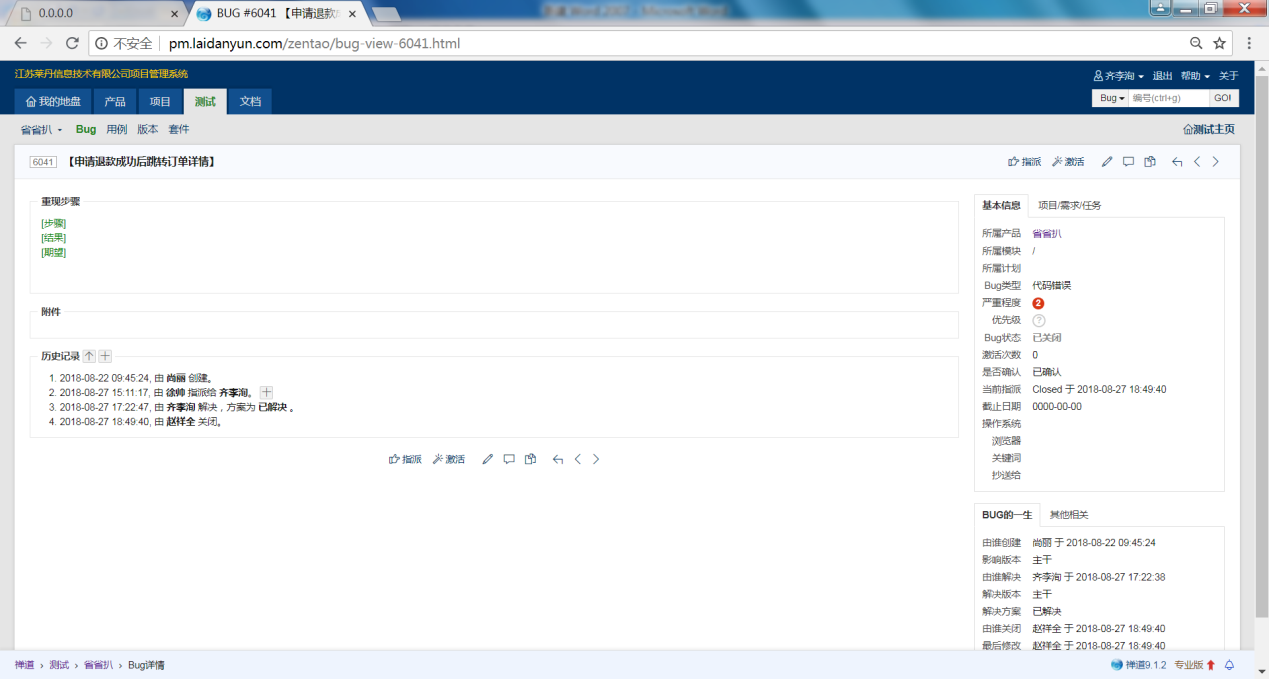 0.0.0.0
BUG #6041 【申请退款
不安全 pm.laidanyun.com/zentao/bug-view-6041.html
江苏莱丹信息技术有限公司项目管理系统
齐李洵 退出 帮助 关于
我的地盘 产品 项目 测试 文档
Bug 编号(ctrl+g) GO!
省省扒 Bug 用例 版本 套件
测试主页
6041 【申请退款成功后跳转订单详情】
指派 激活
重现步骤
[步骤]
[结果]
[期望]
附件
历史记录
1. 2018-08-22 09:45:24, 由 尚丽 创建。
2. 2018-08-27 15:11:17, 由 徐帅 指派给 齐李洵。
3. 2018-08-27 17:22:47, 由 齐李洵 解决，方案为 已解决 。
4. 2018-08-27 18:49:40, 由 赵祥全 关闭。
指派 激活
基本信息 项目/需求/任务
所属产品 省省扒
所属模块 /
所属计划
Bug类型 代码错误
严重程度 2
优先级 ?
Bug状态 已关闭
激活次数 0
是否确认 已确认
当前指派 Closed 于 2018-08-27 18:49:40
截止日期 0000-00-00
操作系统
浏览器
关键词
抄送给
BUG的一生 其他相关
由谁创建 尚丽 于 2018-08-22 09:45:24
影响版本 主干
由谁解决 齐李洵 于 2018-08-27 17:22:38
解决版本 主干
解决方案 已解决
由谁关闭 赵祥全 于 2018-08-27 18:49:40
最后修改 赵祥全 于 2018-08-27 18:49:40
禅道 › 测试 › 省省扒 › Bug详情
禅道9.1.2 专业版